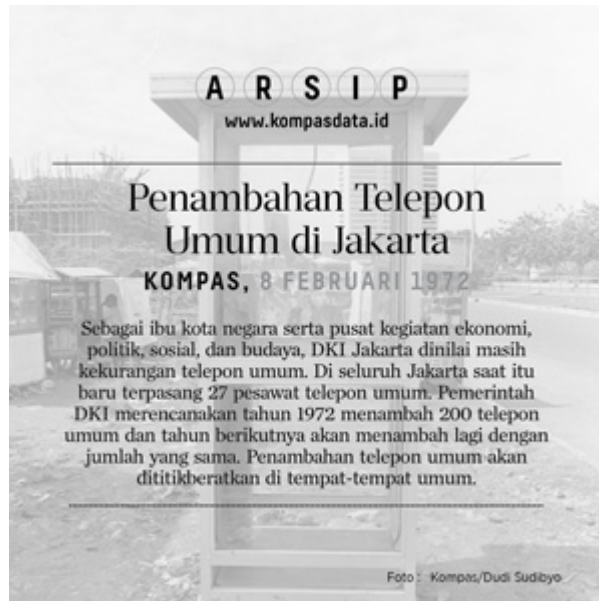 ARSIP
www.kompasdata.id
Penambahan Telepon
Umum di Jakarta
KOMPAS, 8 FEBRUARI 1972
Sebagai ibu kota negara serta pusat kegiatan ekonomi,
politik, sosial, dan budaya, DKI Jakarta dinilai masih
kekurangan telepon umum. Di seluruh Jakarta saat itu
baru terpasang 27 pesawat telepon umum. Pemerintah
DKI merencanakan tahun 1972 menambah 200 telepon
umum dan tahun berikutnya akan menambah lagi dengan
jumlah yang sama. Penambahan telepon umum akan
dititikberatkan di tempat-tempat umum.
Foto : Kompas/Dudi Sudibyo